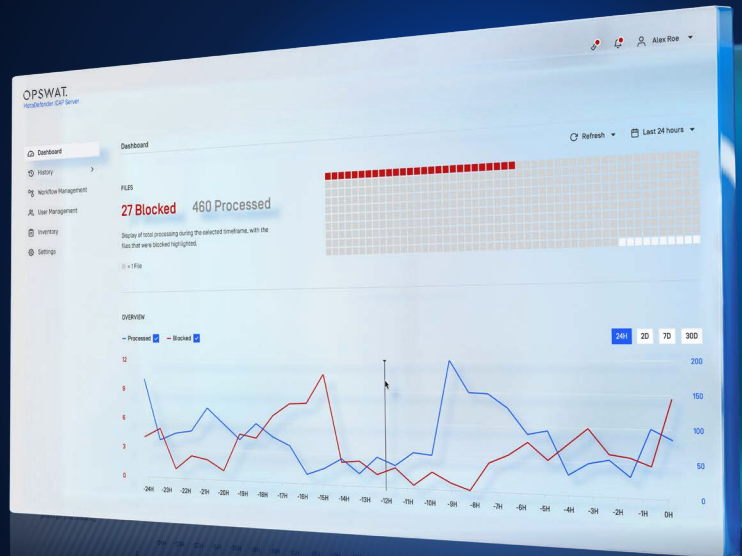 Alex Roe
OPSWAT.
MetaDefender ICAP Server
Dashboard
History
Workflow Management
User Management
Inventory
Settings
Dashboard
Refresh
Last 24 hours
FILES
27 Blocked 460 Processed
Display of total processing during the selected timeframe, with the
files that were blocked highlighted.
= 1 File
OVERVIEW
Processed Blocked
24H 2D 7D 30D
12
9
6
3
0
200
150
100
50
0
-24H -23H -22H -21H -20H -19H -18H -17H -16H -15H -14H -13H -12H -11H -10H -9H -8H -7H -6H -5H -4H -3H -2H -1H 0H